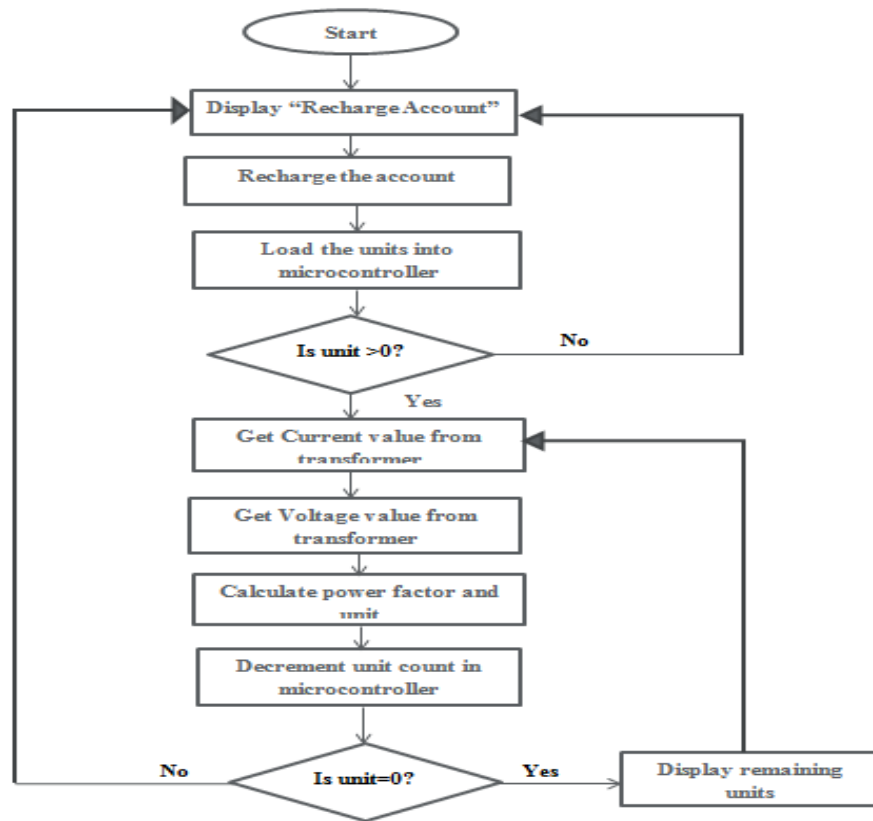 Start
Display “Recharge Account”
Recharge the account
Load the units into
microcontroller
Is unit >0?
No
Yes
Get Current value from
transformer
Get Voltage value from
transformer
Calculate power factor and
unit
Decrement unit count in
microcontroller
Is unit=0?
No
Yes
Display remaining
units